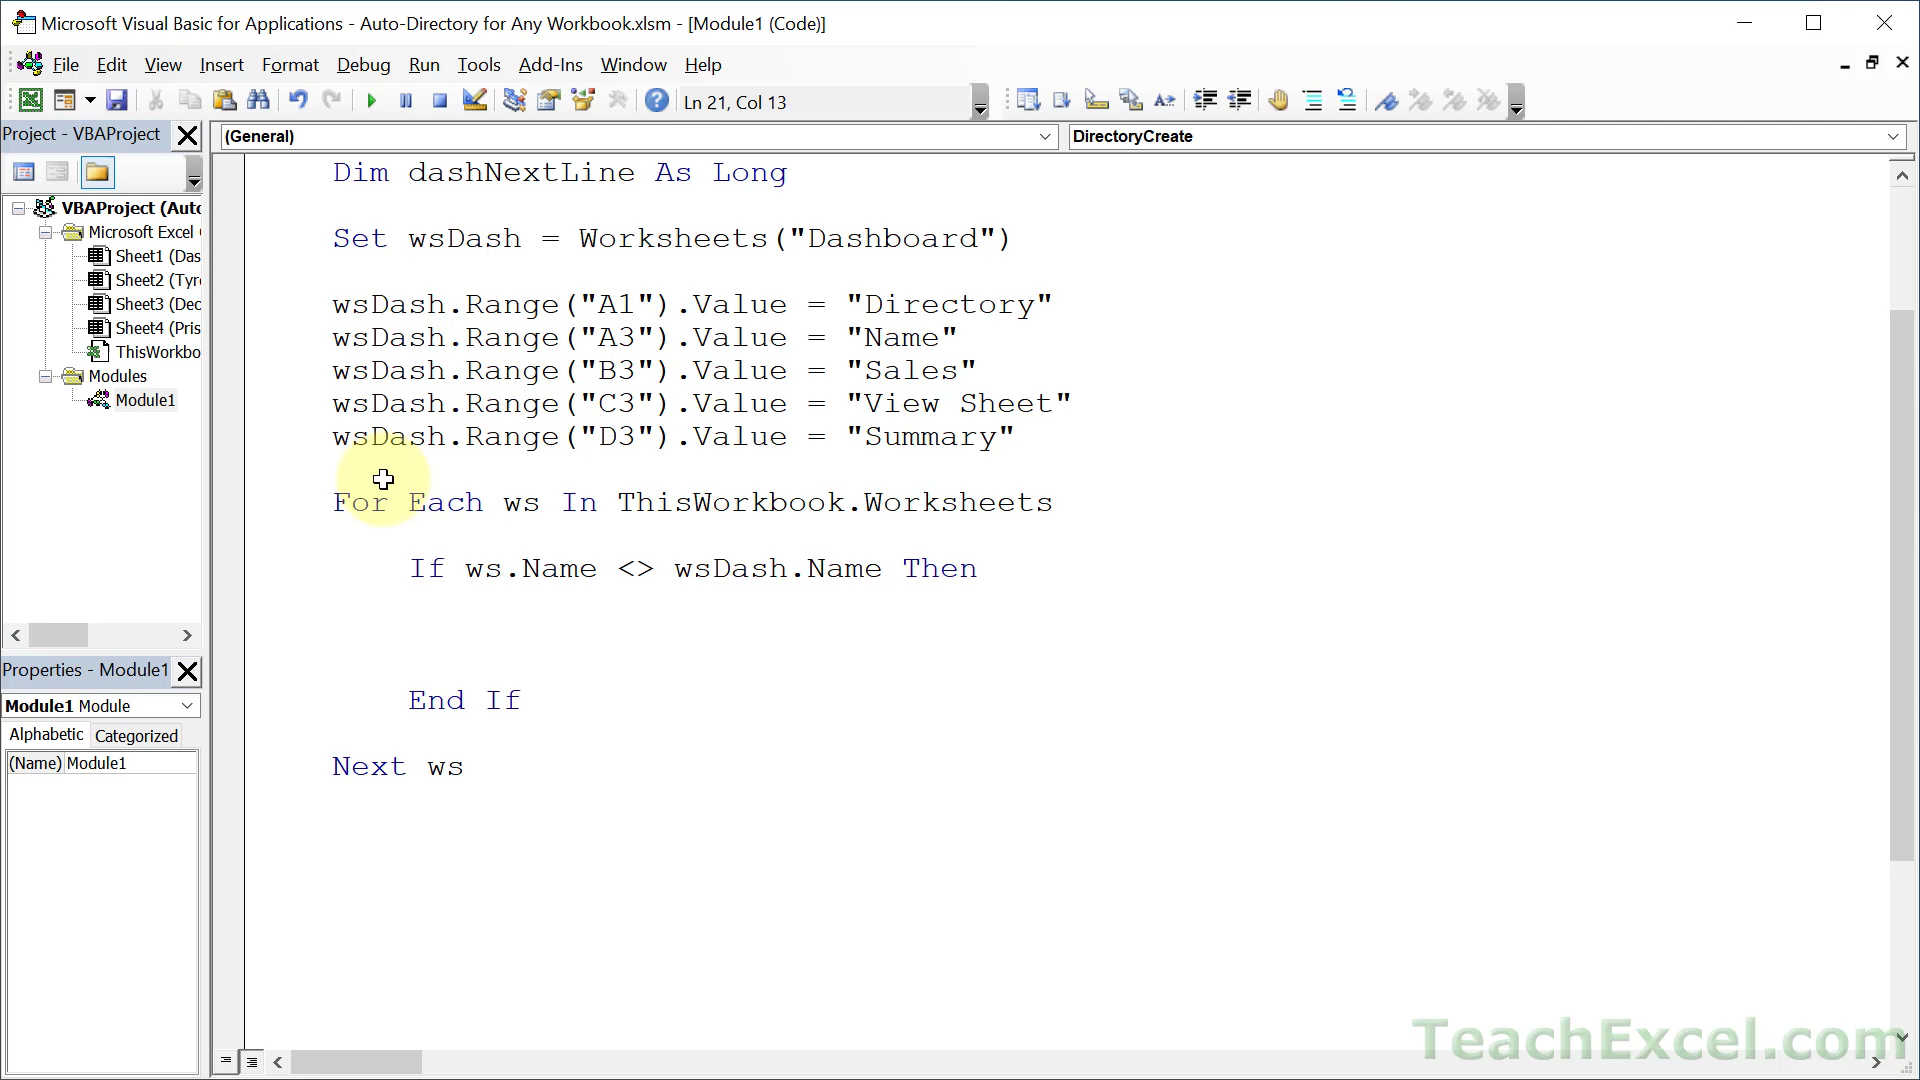 Microsoft Visual Basic for Applications - Auto-Directory for Any Workbook.xlsm - [Module1 (Code)]
File Edit View Insert Format Debug Run Tools Add-Ins Window Help
Ln 21, Col 13
Project - VBAProject
(General)
DirectoryCreate
VBAProject (Auto
Microsoft Excel
Sheet1 (Das
Sheet2 (Tyr
Sheet3 (Dec
Sheet4 (Pris
ThisWorkbo
Modules
Module1
Dim dashNextLine As Long
Set wsDash = Worksheets("Dashboard")
wsDash.Range("A1").Value = "Directory"
wsDash.Range("A3").Value = "Name"
wsDash.Range("B3").Value = "Sales"
wsDash.Range("C3").Value = "View Sheet"
wsDash.Range("D3").Value = "Summary"
For Each ws In ThisWorkbook.Worksheets
If ws.Name <> wsDash.Name Then
End If
Next ws
Properties - Module1
Module1 Module
Alphabetic Categorized
(Name) Module1
TeachExcel.com